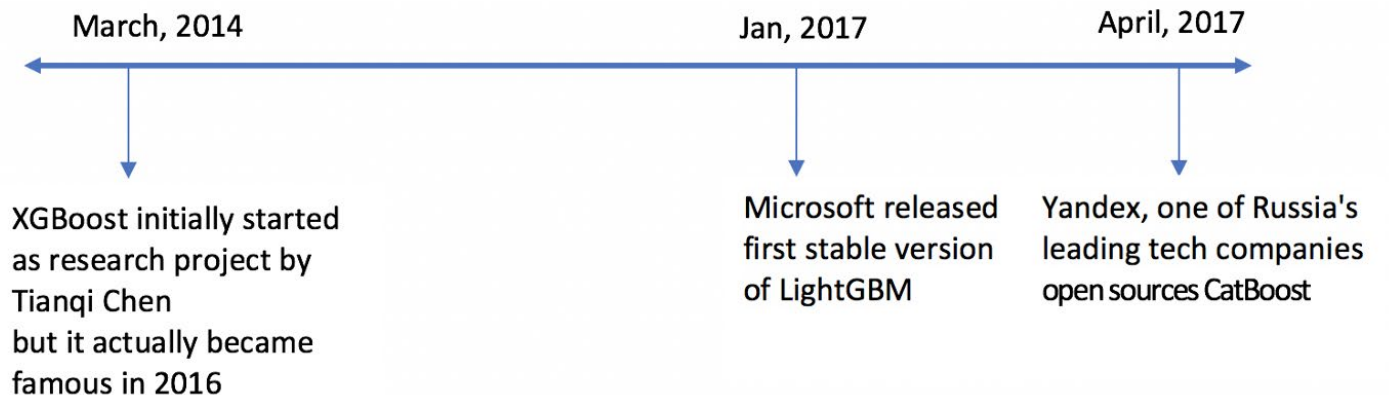 March, 2014
Jan, 2017
April, 2017
XGBoost initially started
as research project by
Tianqi Chen
but it actually became
famous in 2016
Microsoft released
first stable version
of LightGBM
Yandex, one of Russia's
leading tech companies
open sources CatBoost